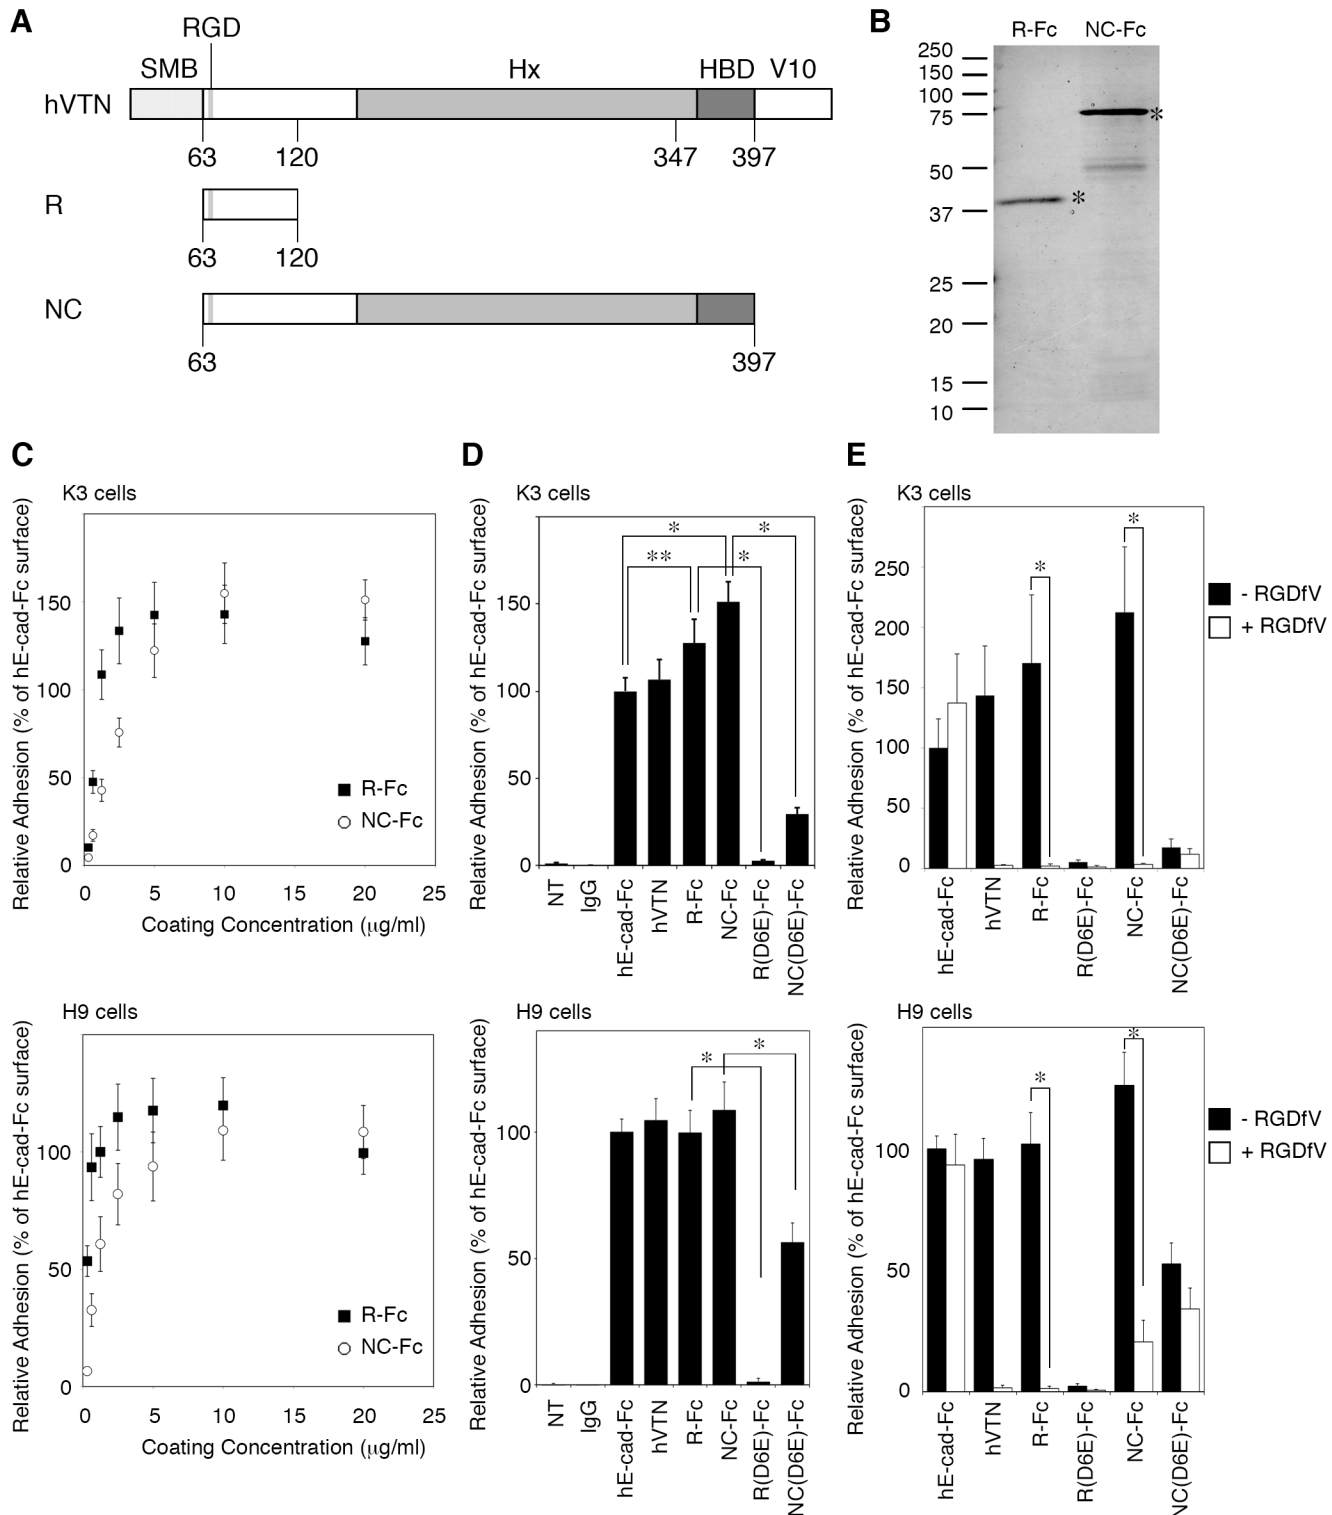 A
RGD
SMB Hx HBD V10
hVTN
63 120 347 397
R
63 120
NC
63 397
B
R-Fc NC-Fc
250
150
100
75
*
50
*
37
25
20
15
10
C
K3 cells
Relative Adhesion (% of hE-cad-Fc surface)
150
100
50
0
R-Fc
NC-Fc
0 5 10 15 20 25
Coating Concentration (μg/ml)
H9 cells
Relative Adhesion (% of hE-cad-Fc surface)
100
50
0
R-Fc
NC-Fc
0 5 10 15 20 25
Coating Concentration (μg/ml)
D
K3 cells
Relative Adhesion (% of hE-cad-Fc surface)
* *
** *
150
100
50
0
NT IgG hE-cad-Fc hVTN R-Fc NC-Fc R(D6E)-Fc NC(D6E)-Fc
H9 cells
Relative Adhesion (% of hE-cad-Fc surface)
* *
100
50
0
NT IgG hE-cad-Fc hVTN R-Fc NC-Fc R(D6E)-Fc NC(D6E)-Fc
E
K3 cells
Relative Adhesion (% of hE-cad-Fc surface)
* *
250
200
150
100
50
0
- RGDfV
+ RGDfV
hE-cad-Fc hVTN R-Fc R(D6E)-Fc NC-Fc NC(D6E)-Fc
H9 cells
Relative Adhesion (% of hE-cad-Fc surface)
* *
100
50
0
- RGDfV
+ RGDfV
hE-cad-Fc hVTN R-Fc R(D6E)-Fc NC-Fc NC(D6E)-Fc